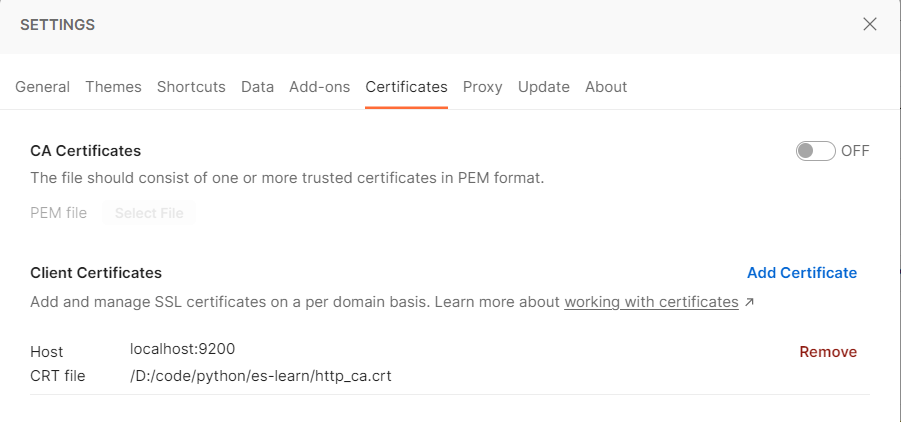 SETTINGS
General Themes Shortcuts Data Add-ons Certificates Proxy Update About
CA Certificates OFF
The file should consist of one or more trusted certificates in PEM format.
PEM file Select File
Client Certificates Add Certificate
Add and manage SSL certificates on a per domain basis. Learn more about working with certificates ↗
Host localhost:9200 Remove
CRT file /D:/code/python/es-learn/http_ca.crt